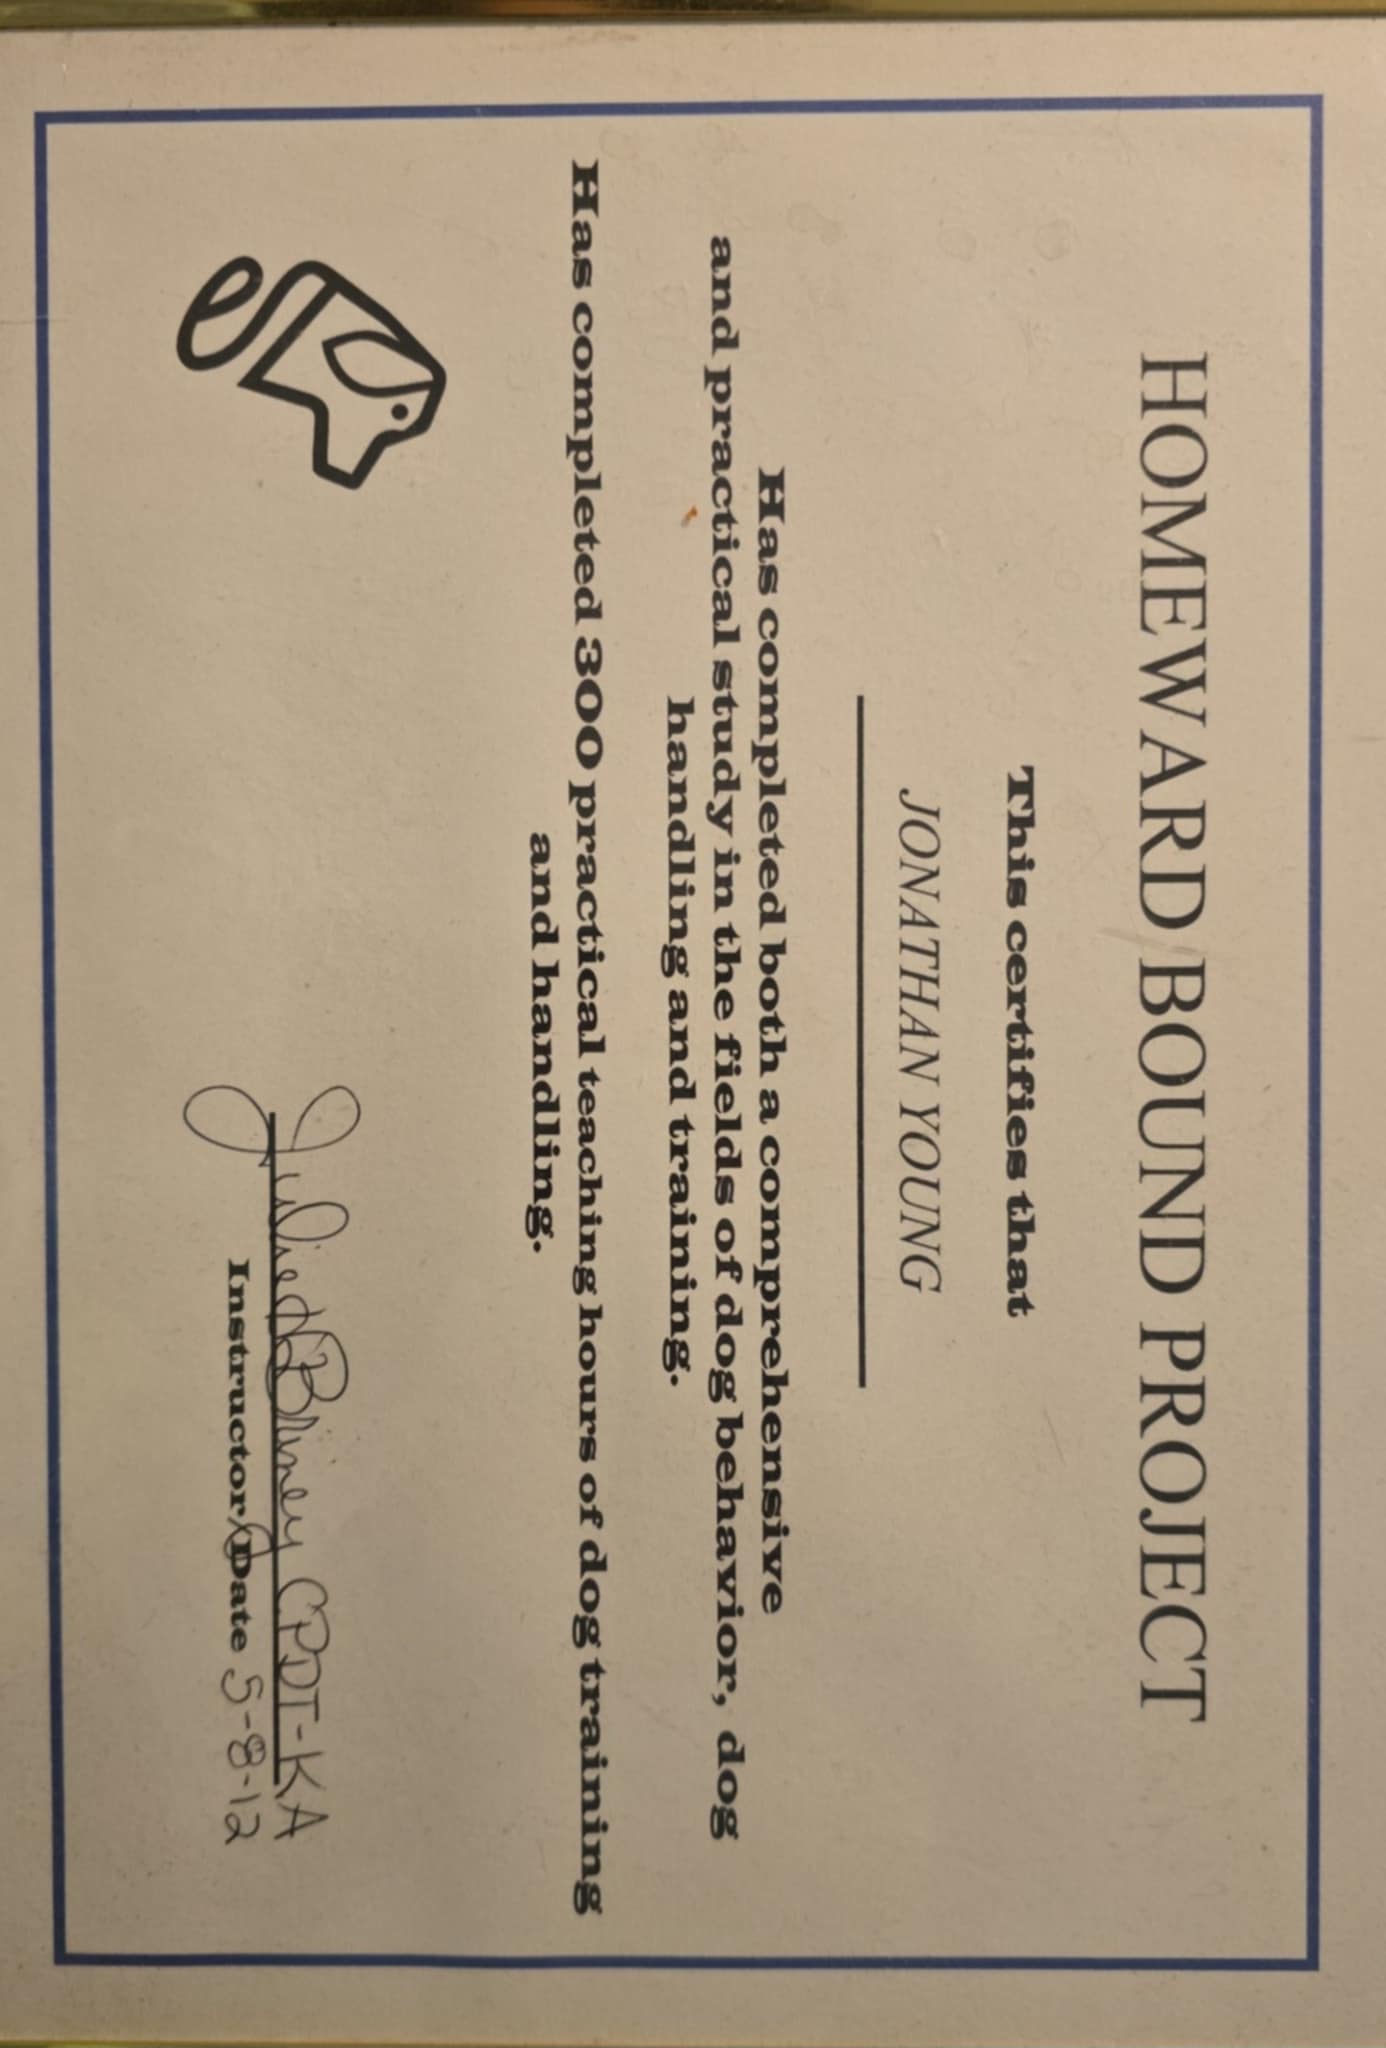 HOMEWARD BOUND PROJECT
This certifies that
JONATHAN YOUNG
Has completed both a comprehensive
and practical study in the fields of dog behavior, dog
handling and training.
Has completed 300 practical teaching hours of dog training
and handling.
Briney CPDT-KA
Instructor/Date 5-8-12